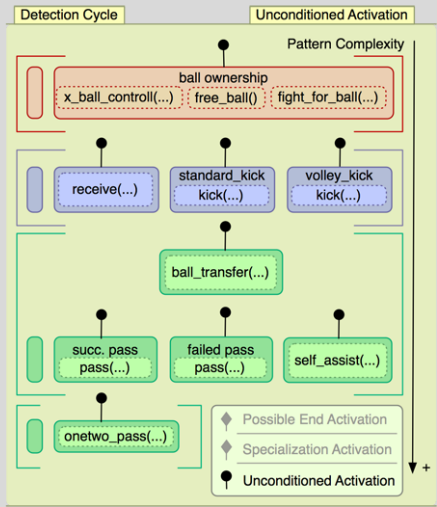 Detection Cycle
Unconditioned Activation
Pattern Complexity
ball ownership
x_ball_controll(...)
free_ball()
fight_for_ball(...)
receive(...)
standard_kick
kick(...)
volley_kick
kick(...)
ball_transfer(...)
succ. pass
pass(...)
failed pass
pass(...)
self_assist(...)
onetwo_pass(...)
Possible End Activation
Specialization Activation
Unconditioned Activation
+